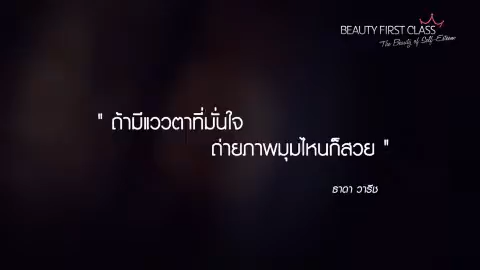 BEAUTY FIRST CLASS
The Beauty of Self-Esteem
" ถ้ามีแววตาที่มั่นใจ
ถ่ายภาพมุมไหนก็สวย "
ธาดา วาริช